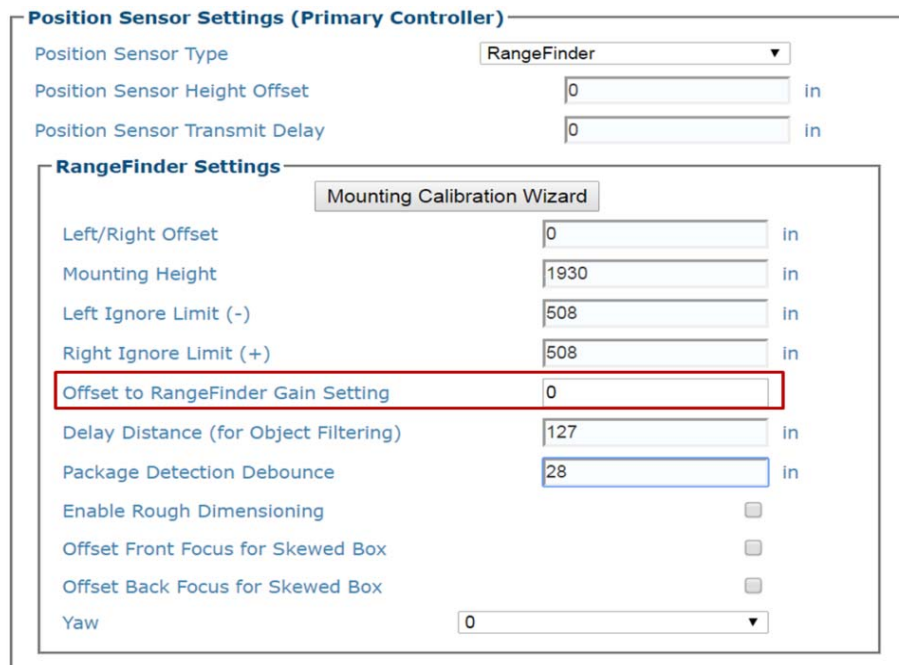 Position Sensor Settings (Primary Controller)
Position Sensor Type RangeFinder
Position Sensor Height Offset 0 in
Position Sensor Transmit Delay 0 in
RangeFinder Settings
Mounting Calibration Wizard
Left/Right Offset 0 in
Mounting Height 1930 in
Left Ignore Limit (-) 508 in
Right Ignore Limit (+) 508 in
Offset to RangeFinder Gain Setting 0
Delay Distance (for Object Filtering) 127 in
Package Detection Debounce 28 in
Enable Rough Dimensioning
Offset Front Focus for Skewed Box
Offset Back Focus for Skewed Box
Yaw 0